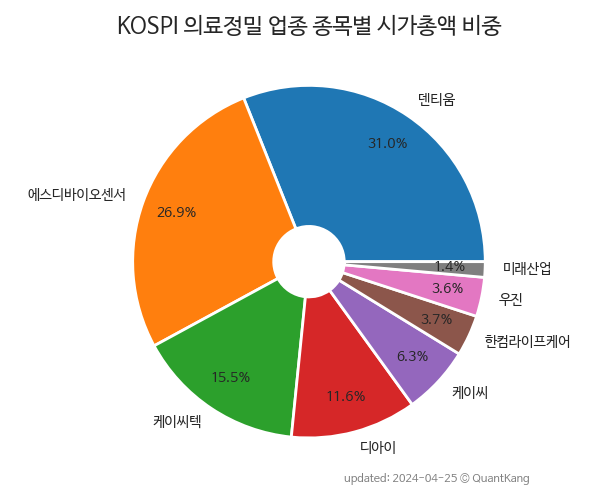 KOSPI 의료정밀 업종 종목별 시가총액 비중
덴티움
31.0%
에스디바이오센서
26.9%
케이씨텍
15.5%
디아이
11.6%
케이씨
6.3%
한컴라이프케어
3.7%
우진
3.6%
미래산업
1.4%
updated: 2024-04-25 © QuantKang